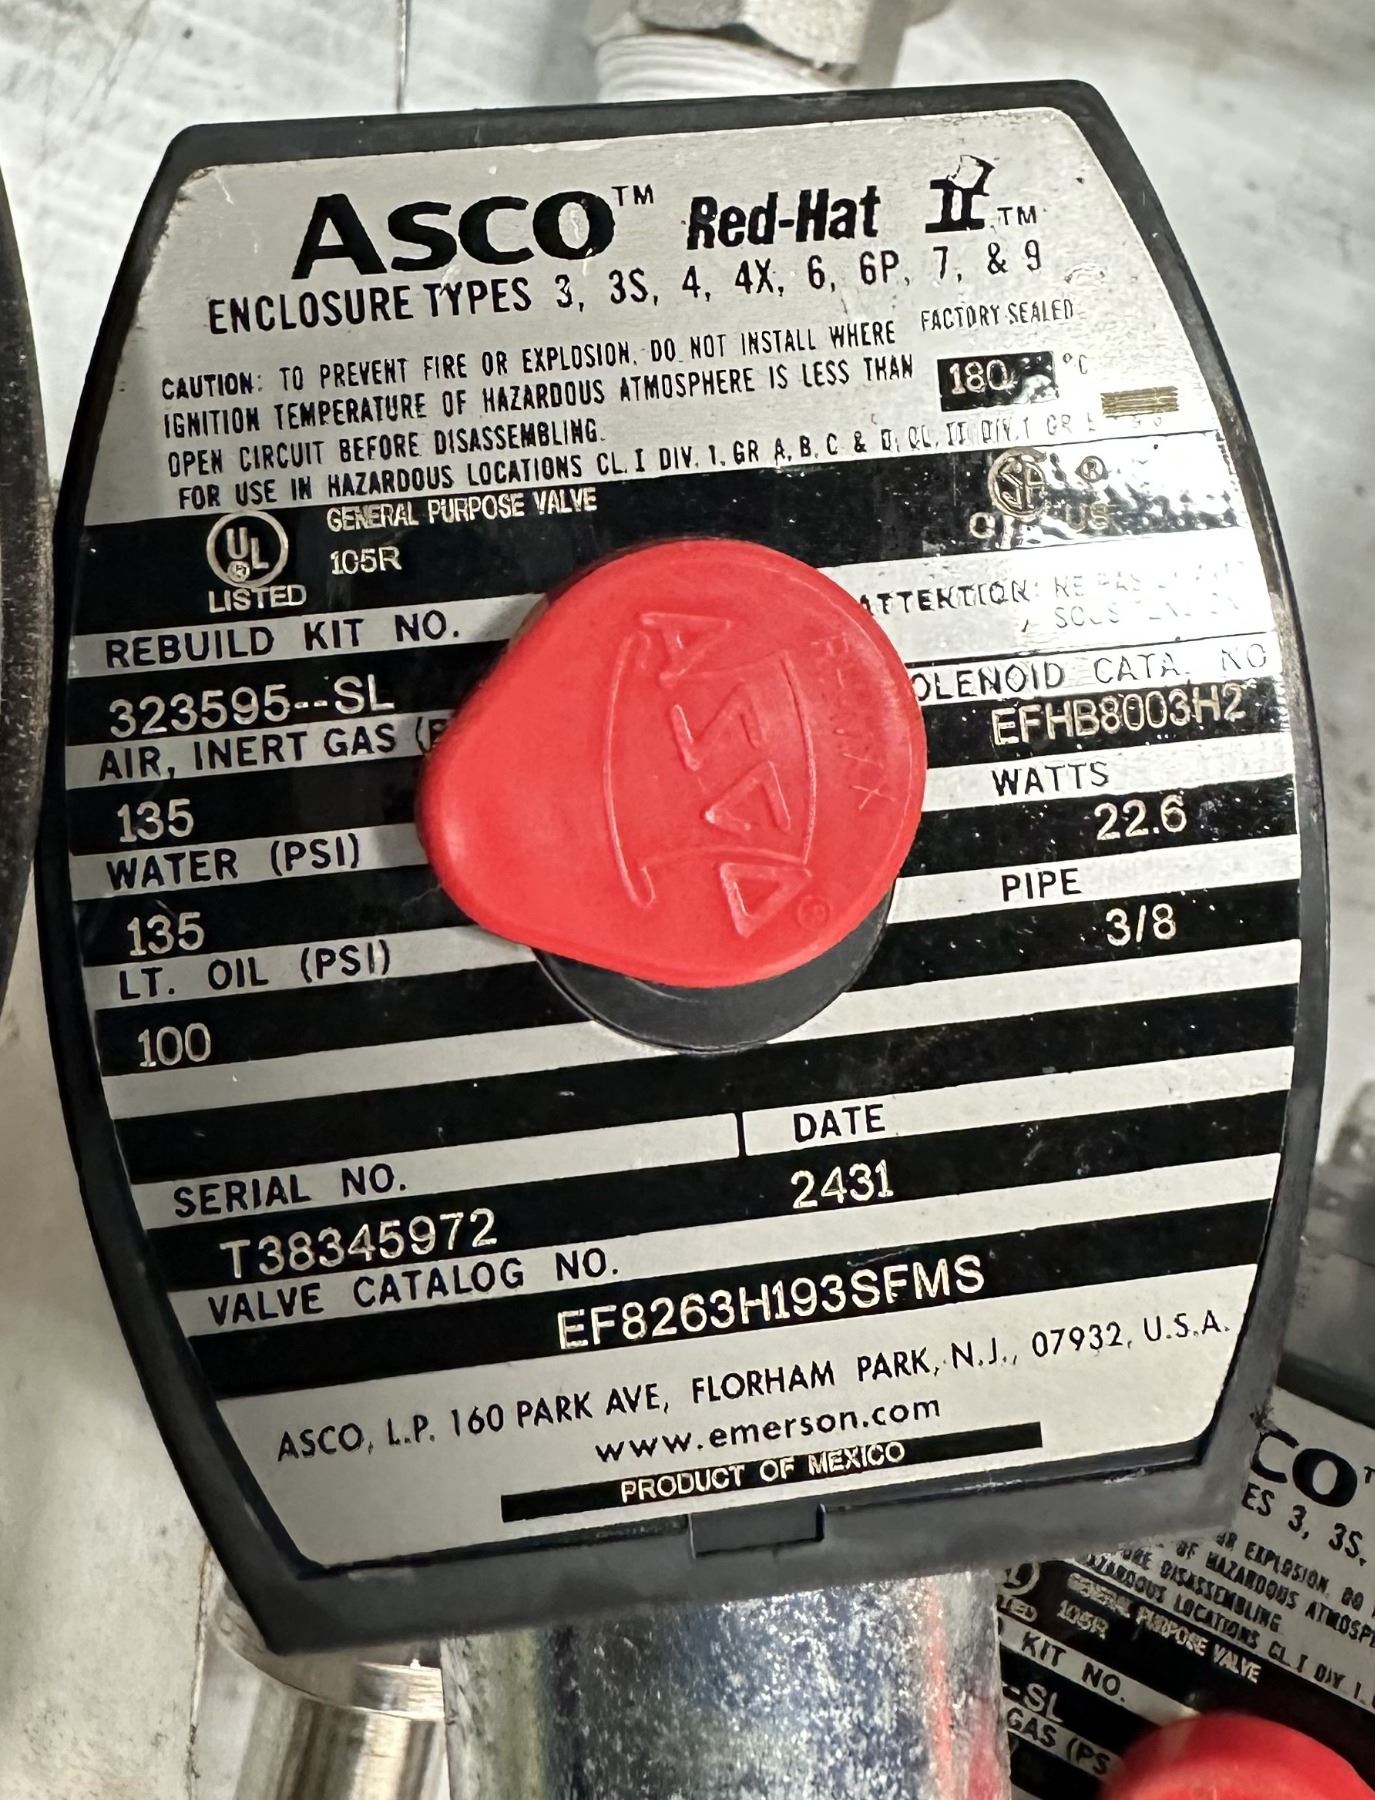 ASCO™ Red-Hat II™
ENCLOSURE TYPES 3, 3S, 4, 4X, 6, 6P, 7, & 9
CAUTION: TO PREVENT FIRE OR EXPLOSION, DO NOT INSTALL WHERE FACTORY SEALED
IGNITION TEMPERATURE OF HAZARDOUS ATMOSPHERE IS LESS THAN 180 °C
OPEN CIRCUIT BEFORE DISASSEMBLING.
FOR USE IN HAZARDOUS LOCATIONS CL. I DIV. 1, GR A, B, C & D, CL. II DIV. 1 GR
UL® LISTED
GENERAL PURPOSE VALVE
105R
SA®
C US
REBUILD KIT NO.
ATTENTION:
323595--SL
OLENOID CATA. NO
EFHB8003H2
AIR, INERT GAS (
WATTS
135
22.6
WATER (PSI)
PIPE
135
3/8
LT. OIL (PSI)
100
ASCO®
SERIAL NO.
DATE
T38345972
2431
VALVE CATALOG NO.
EF8263H193SFMS
ASCO, L.P. 160 PARK AVE, FLORHAM PARK, N.J., 07932, U.S.A.
www.emerson.com
PRODUCT OF MEXICO
CO
ES 3, 3S,
OR EXPLOSION, DO
OF HAZARDOUS ATMOSP
DISASSEMBLING.
HAZARDOUS LOCATIONS CL. I DIV 1.
GENERAL PURPOSE VALVE
105R
KIT NO.
--SL
GAS (PS